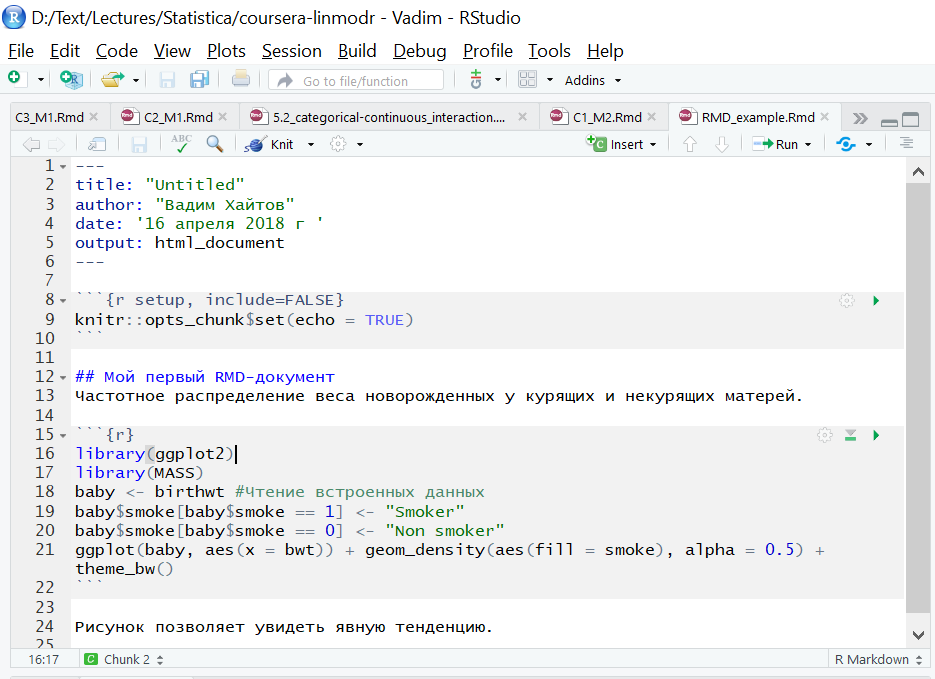 D:/Text/Lectures/Statistica/coursera-linmodr - Vadim - RStudio
File Edit Code View Plots Session Build Debug Profile Tools Help
Go to file/function Addins
C3_M1.Rmd C2_M1.Rmd 5.2_categorical-continuous_interaction.... C1_M2.Rmd RMD_example.Rmd
ABC Knit Insert Run
1 ---
2 title: "Untitled"
3 author: "Вадим Хайтов"
4 date: '16 апреля 2018 г '
5 output: html_document
6 ---
7
8 ```{r setup, include=FALSE}
9 knitr::opts_chunk$set(echo = TRUE)
10 ```
11
12 ## Мой первый RMD-документ
13 Частотное распределение веса новорожденных у курящих и некурящих матерей.
14
15 ```{r}
16 library(ggplot2)
17 library(MASS)
18 baby <- birthwt #Чтение встроенных данных
19 baby$smoke[baby$smoke == 1] <- "Smoker"
20 baby$smoke[baby$smoke == 0] <- "Non smoker"
21 ggplot(baby, aes(x = bwt)) + geom_density(aes(fill = smoke), alpha = 0.5) +
theme_bw()
22 ```
23
24 Рисунок позволяет увидеть явную тенденцию.
25
16:17 C Chunk 2 R Markdown